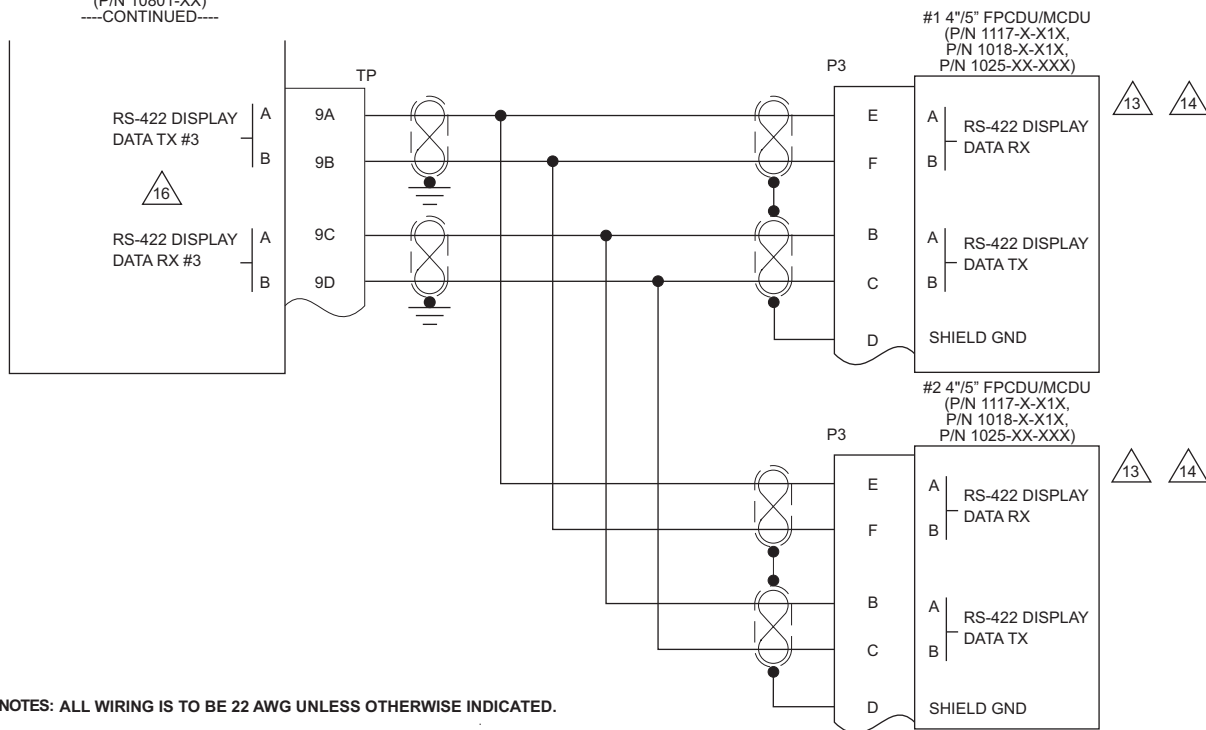 (P/N 10801-XX)
----CONTINUED----
TP
RS-422 DISPLAY
DATA TX #3
A
B
9A
9B
16
RS-422 DISPLAY
DATA RX #3
A
B
9C
9D
#1 4"/5” FPCDU/MCDU
(P/N 1117-X-X1X,
P/N 1018-X-X1X,
P/N 1025-XX-XXX)
P3
13 14
E
F
A
B
RS-422 DISPLAY
DATA RX
B
C
A
B
RS-422 DISPLAY
DATA TX
D
SHIELD GND
#2 4"/5” FPCDU/MCDU
(P/N 1117-X-X1X,
P/N 1018-X-X1X,
P/N 1025-XX-XXX)
P3
13 14
E
F
A
B
RS-422 DISPLAY
DATA RX
B
C
A
B
RS-422 DISPLAY
DATA TX
D
SHIELD GND
NOTES: ALL WIRING IS TO BE 22 AWG UNLESS OTHERWISE INDICATED.